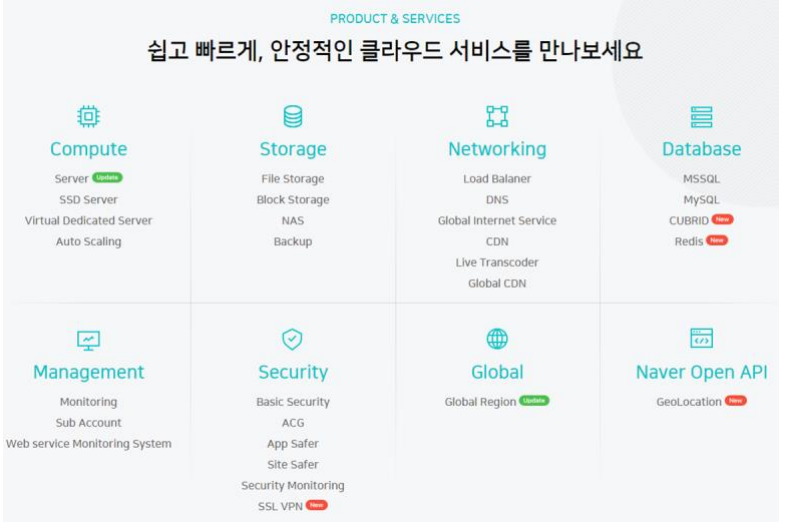 PRODUCT & SERVICES
쉽고 빠르게, 안정적인 클라우드 서비스를 만나보세요
Compute
Server Update
SSD Server
Virtual Dedicated Server
Auto Scaling
Storage
File Storage
Block Storage
NAS
Backup
Networking
Load Balaner
DNS
Global Internet Service
CDN
Live Transcoder
Global CDN
Database
MSSQL
MySQL
CUBRID New
Redis New
Management
Monitoring
Sub Account
Web service Monitoring System
Security
Basic Security
ACG
App Safer
Site Safer
Security Monitoring
SSL VPN New
Global
Global Region Update
Naver Open API
GeoLocation New